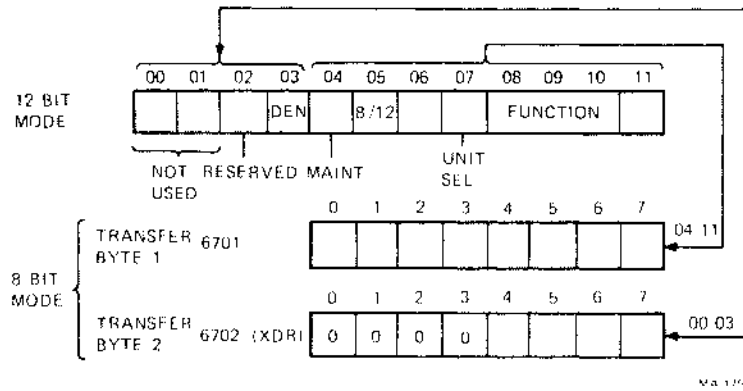 00 01 02 03 04 05 06 07 08 09 10 11
12 BIT MODE
DEN 8/12 FUNCTION
NOT USED RESERVED MAINT UNIT SEL
8 BIT MODE
0 1 2 3 4 5 6 7
TRANSFER BYTE 1 6701 04 11
0 1 2 3 4 5 6 7
TRANSFER BYTE 2 6702 (XDR) 0 0 0 0 00 03